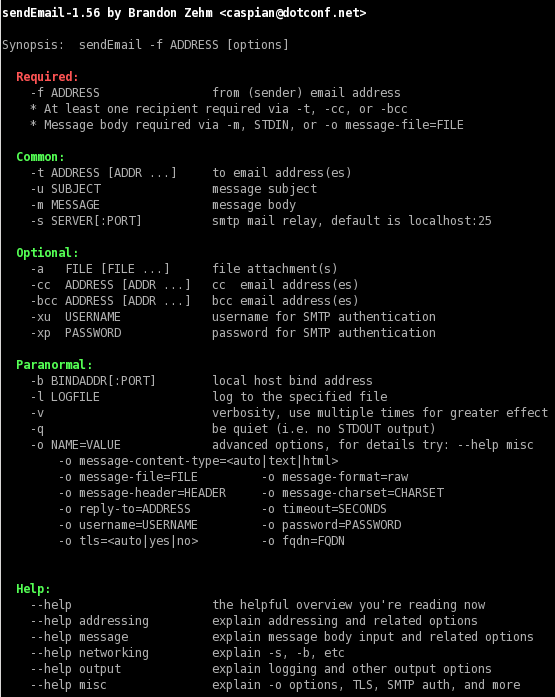 sendEmail-1.56 by Brandon Zehm <caspian@dotconf.net>
Synopsis:  sendEmail -f ADDRESS [options]
Required:
-f ADDRESS                from (sender) email address
* At least one recipient required via -t, -cc, or -bcc
* Message body required via -m, STDIN, or -o message-file=FILE
Common:
-t ADDRESS [ADDR ...]     to email address(es)
-u SUBJECT                message subject
-m MESSAGE                message body
-s SERVER[:PORT]          smtp mail relay, default is localhost:25
Optional:
-a   FILE [FILE ...]      file attachment(s)
-cc  ADDRESS [ADDR ...]   cc  email address(es)
-bcc ADDRESS [ADDR ...]   bcc email address(es)
-xu  USERNAME             username for SMTP authentication
-xp  PASSWORD             password for SMTP authentication
Paranormal:
-b BINDADDR[:PORT]        local host bind address
-l LOGFILE                log to the specified file
-v                        verbosity, use multiple times for greater effect
-q                        be quiet (i.e. no STDOUT output)
-o NAME=VALUE             advanced options, for details try: --help misc
-o message-content-type=<auto|text|html>
-o message-file=FILE         -o message-format=raw
-o message-header=HEADER     -o message-charset=CHARSET
-o reply-to=ADDRESS          -o timeout=SECONDS
-o username=USERNAME         -o password=PASSWORD
-o tls=<auto|yes|no>         -o fqdn=FQDN
Help:
--help                    the helpful overview you're reading now
--help addressing         explain addressing and related options
--help message            explain message body input and related options
--help networking         explain -s, -b, etc
--help output             explain logging and other output options
--help misc               explain -o options, TLS, SMTP auth, and more